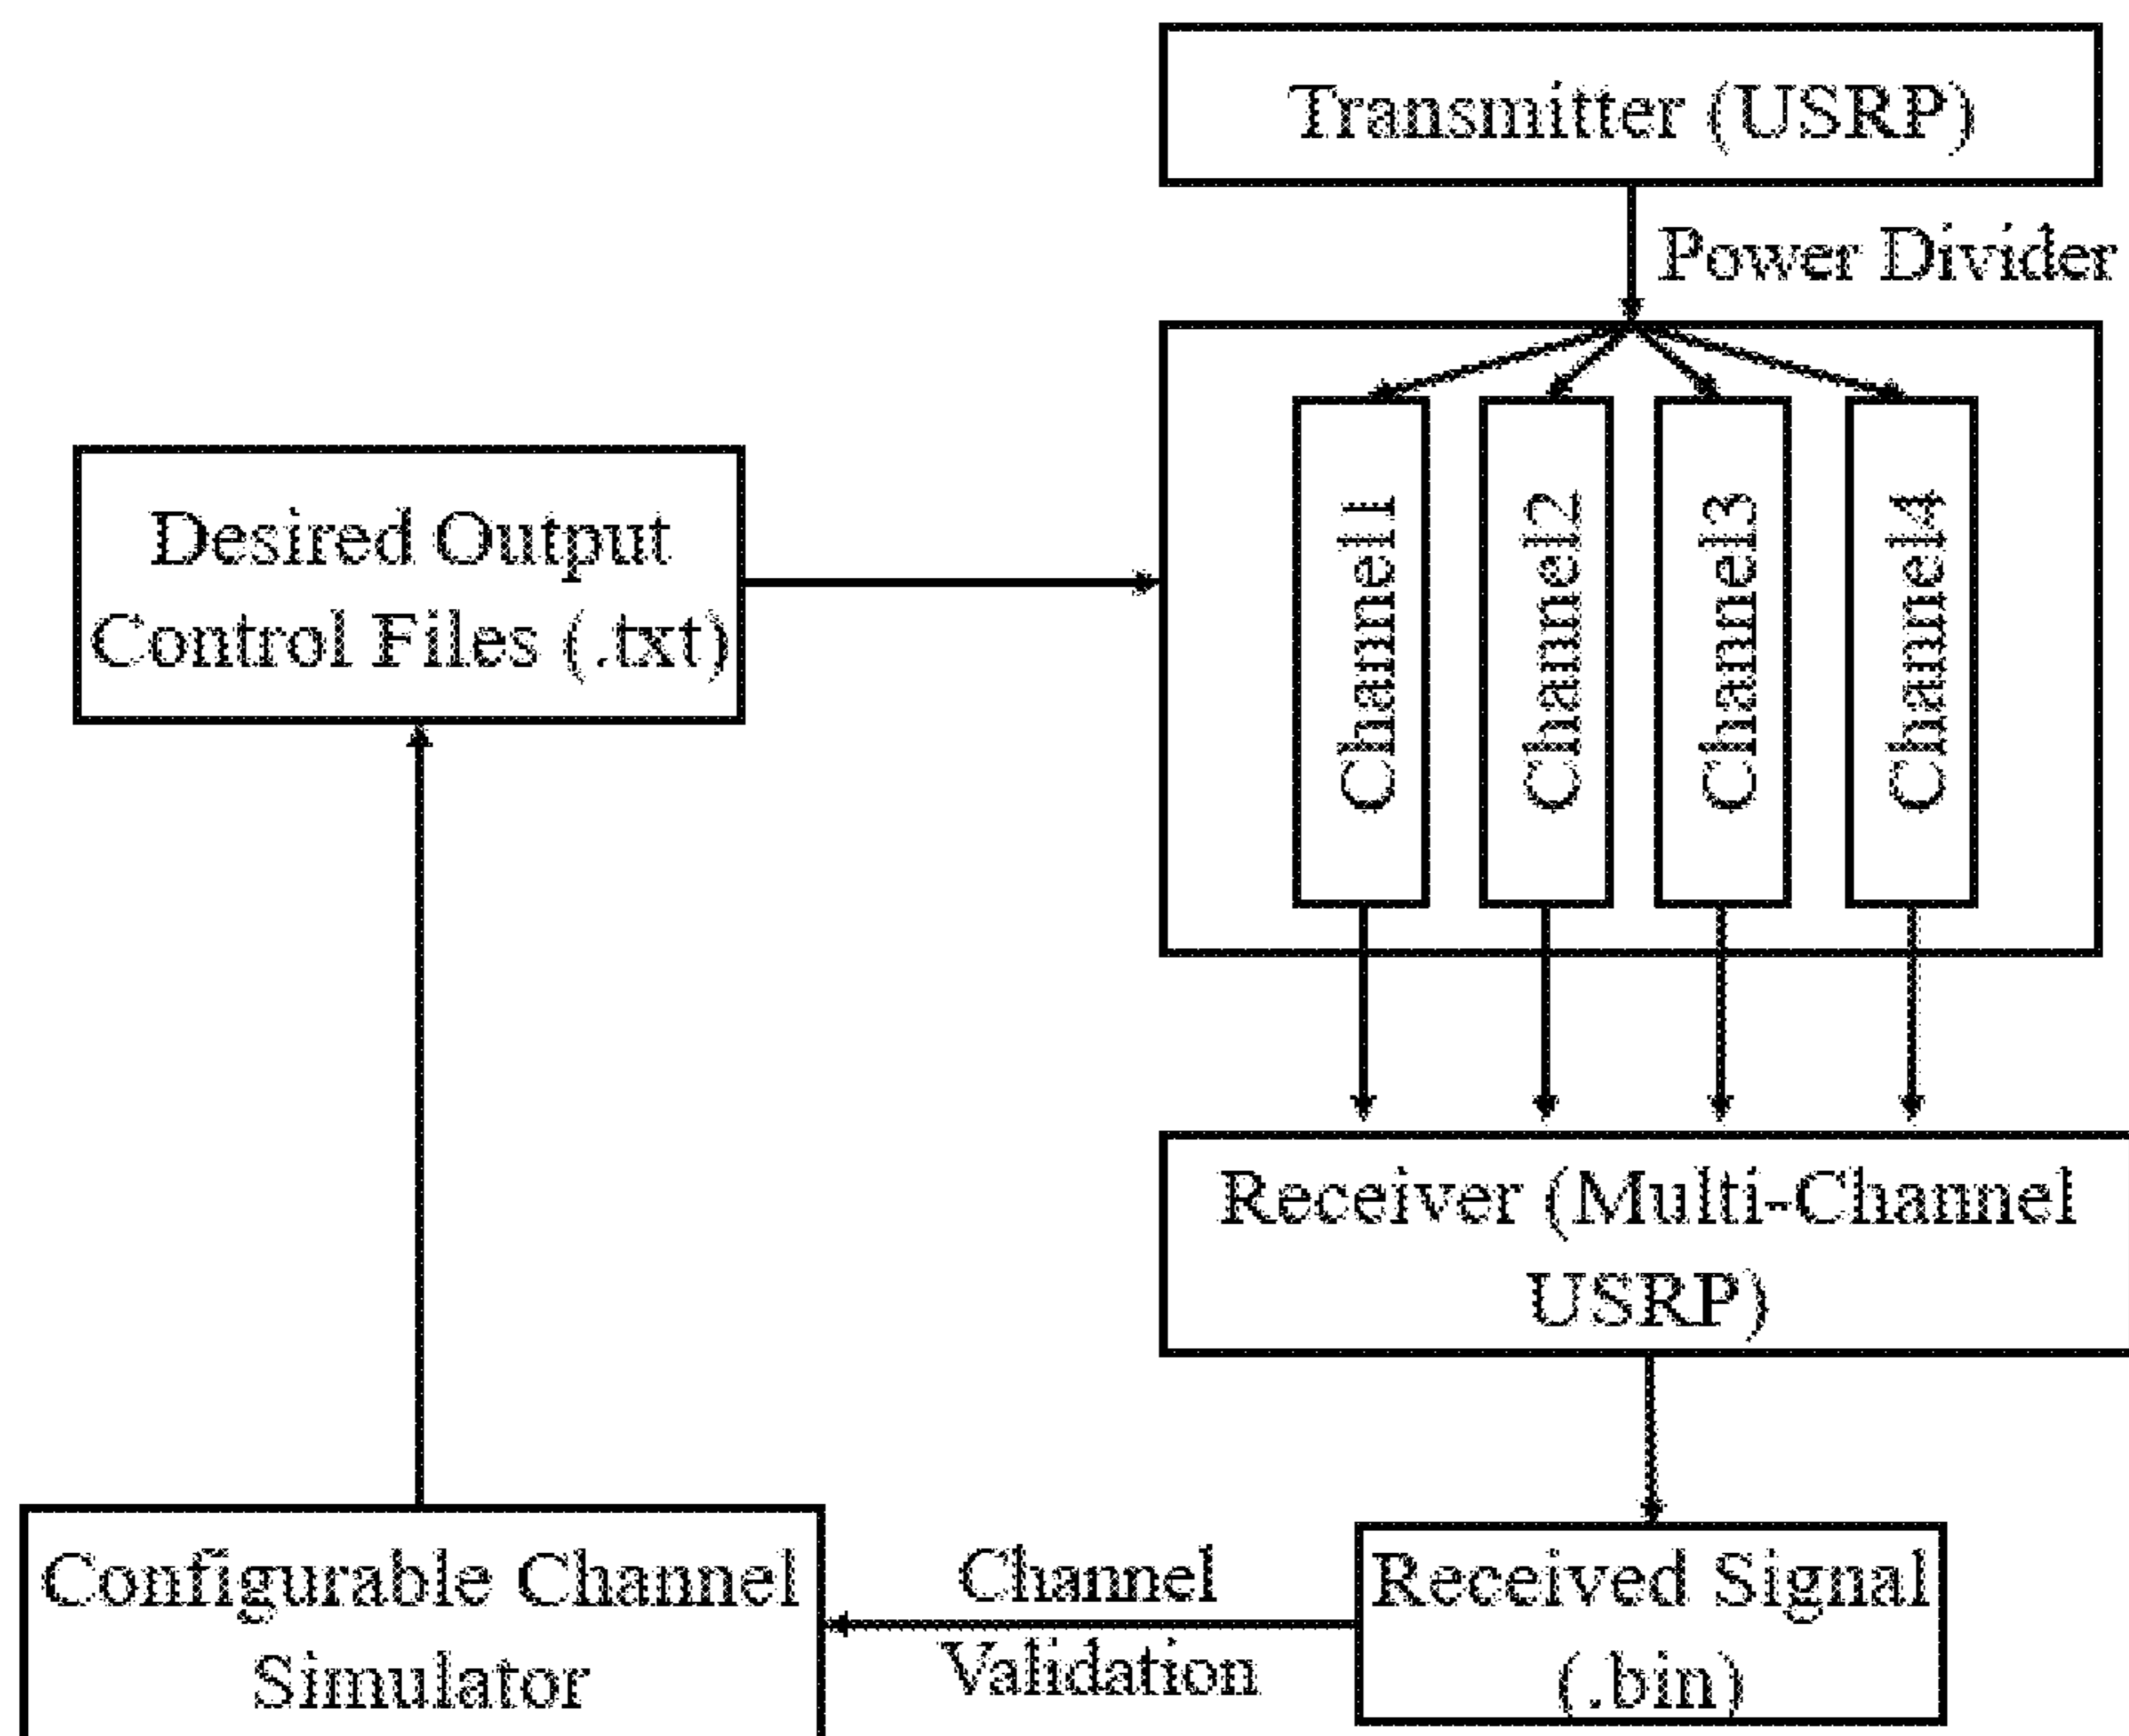 Transmitter (USRP)
Power Divider
Desired Output
Control Files (.txt)
Channel1
Channel2
Channel3
Channel4
Receiver (Multi-Channel
USRP)
Configurable Channel
Simulator
Channel
Validation
Received Signal
(.bin)